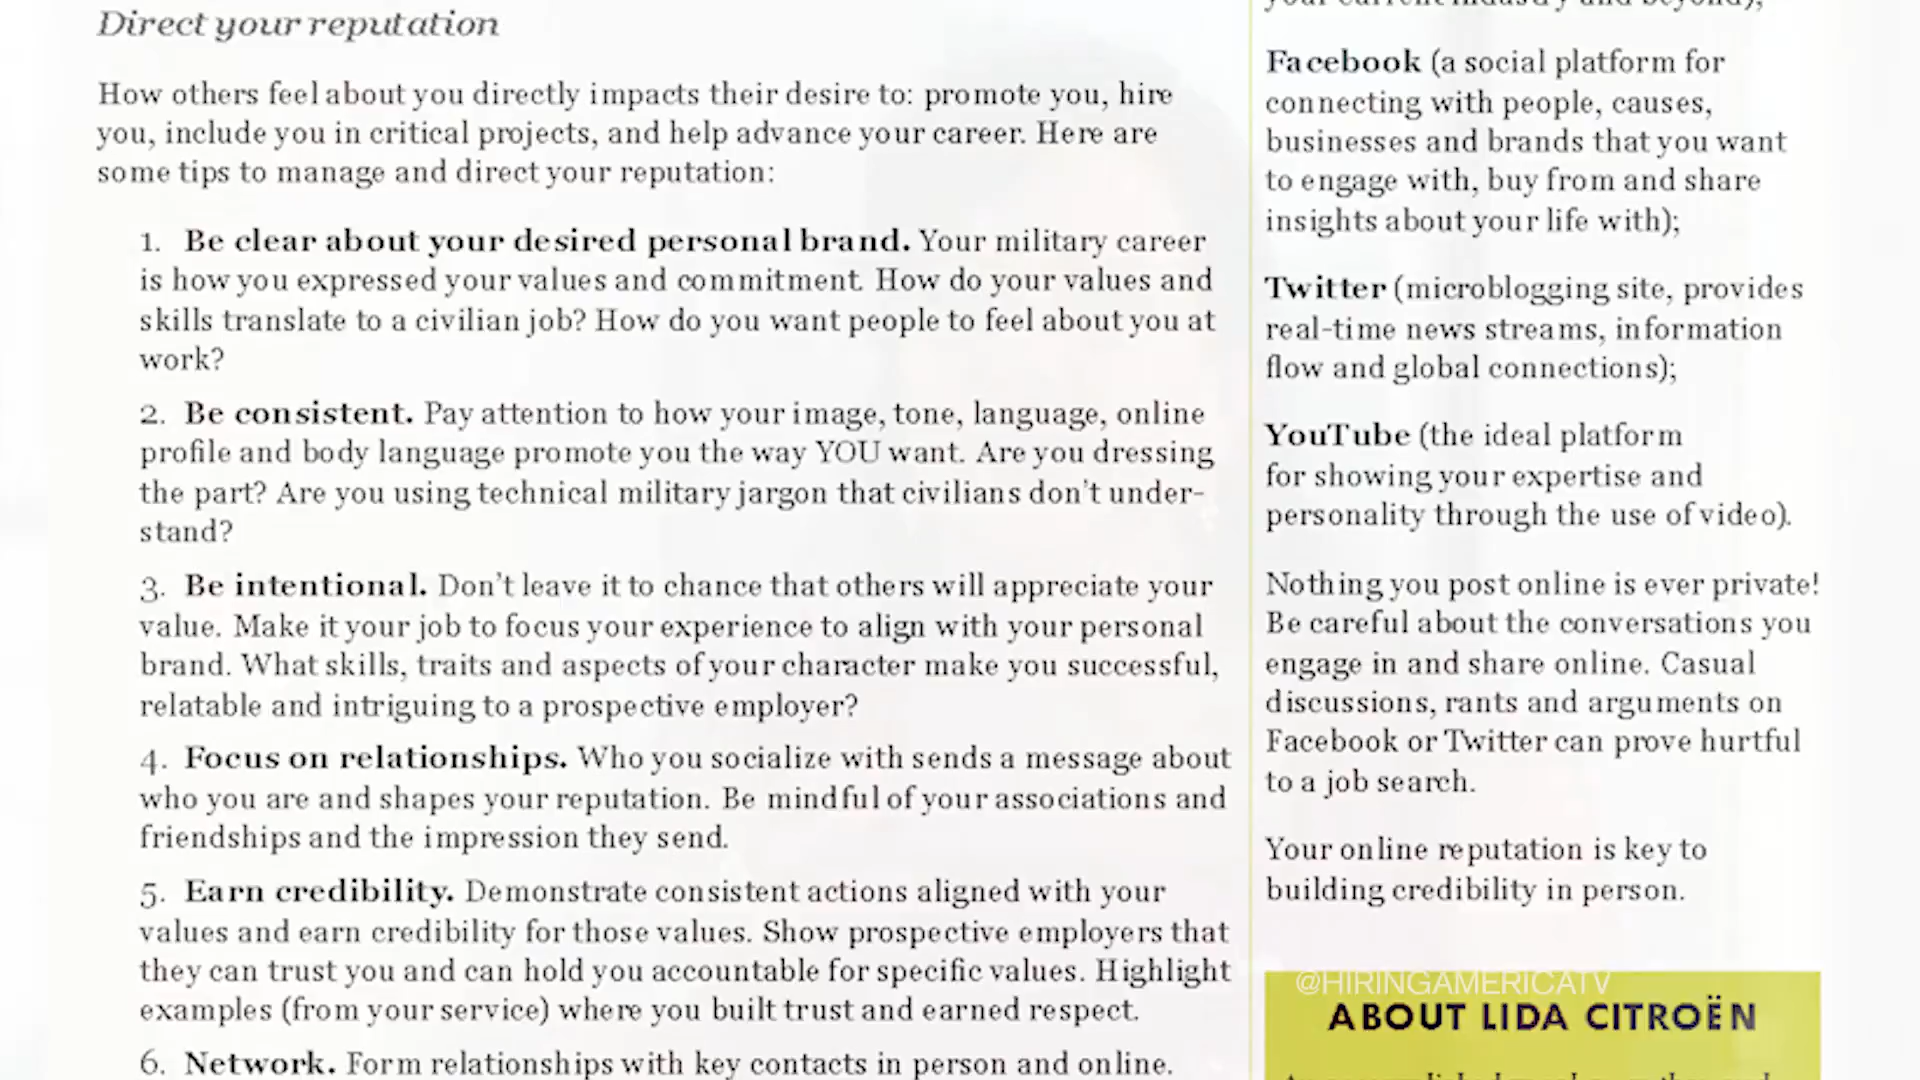 Direct your reputation
How others feel about you directly impacts their desire to: promote you, hire
you, include you in critical projects, and help advance your career. Here are
some tips to manage and direct your reputation:
1. Be clear about your desired personal brand. Your military career
is how you expressed your values and commitment. How do your values and
skills translate to a civilian job? How do you want people to feel about you at
work?
2. Be consistent. Pay attention to how your image, tone, language, online
profile and body language promote you the way YOU want. Are you dressing
the part? Are you using technical military jargon that civilians don't under-
stand?
3. Be intentional. Don't leave it to chance that others will appreciate your
value. Make it your job to focus your experience to align with your personal
brand. What skills, traits and aspects of your character make you successful,
relatable and intriguing to a prospective employer?
4. Focus on relationships. Who you socialize with sends a message about
who you are and shapes your reputation. Be mindful of your associations and
friendships and the impression they send.
5. Earn credibility. Demonstrate consistent actions aligned with your
values and earn credibility for those values. Show prospective employers that
they can trust you and can hold you accountable for specific values. Highlight
examples (from your service) where you built trust and earned respect.
6. Network. Form relationships with key contacts in person and online.
your current industry and beyond);
Facebook (a social platform for
connecting with people, causes,
businesses and brands that you want
to engage with, buy from and share
insights about your life with);
Twitter (microblogging site, provides
real-time news streams, information
flow and global connections);
YouTube (the ideal platform
for showing your expertise and
personality through the use of video).
Nothing you post online is ever private!
Be careful about the conversations you
engage in and share online. Casual
discussions, rants and arguments on
Facebook or Twitter can prove hurtful
to a job search.
Your online reputation is key to
building credibility in person.
@HIRINGAMERICATV
ABOUT LIDA CITROËN